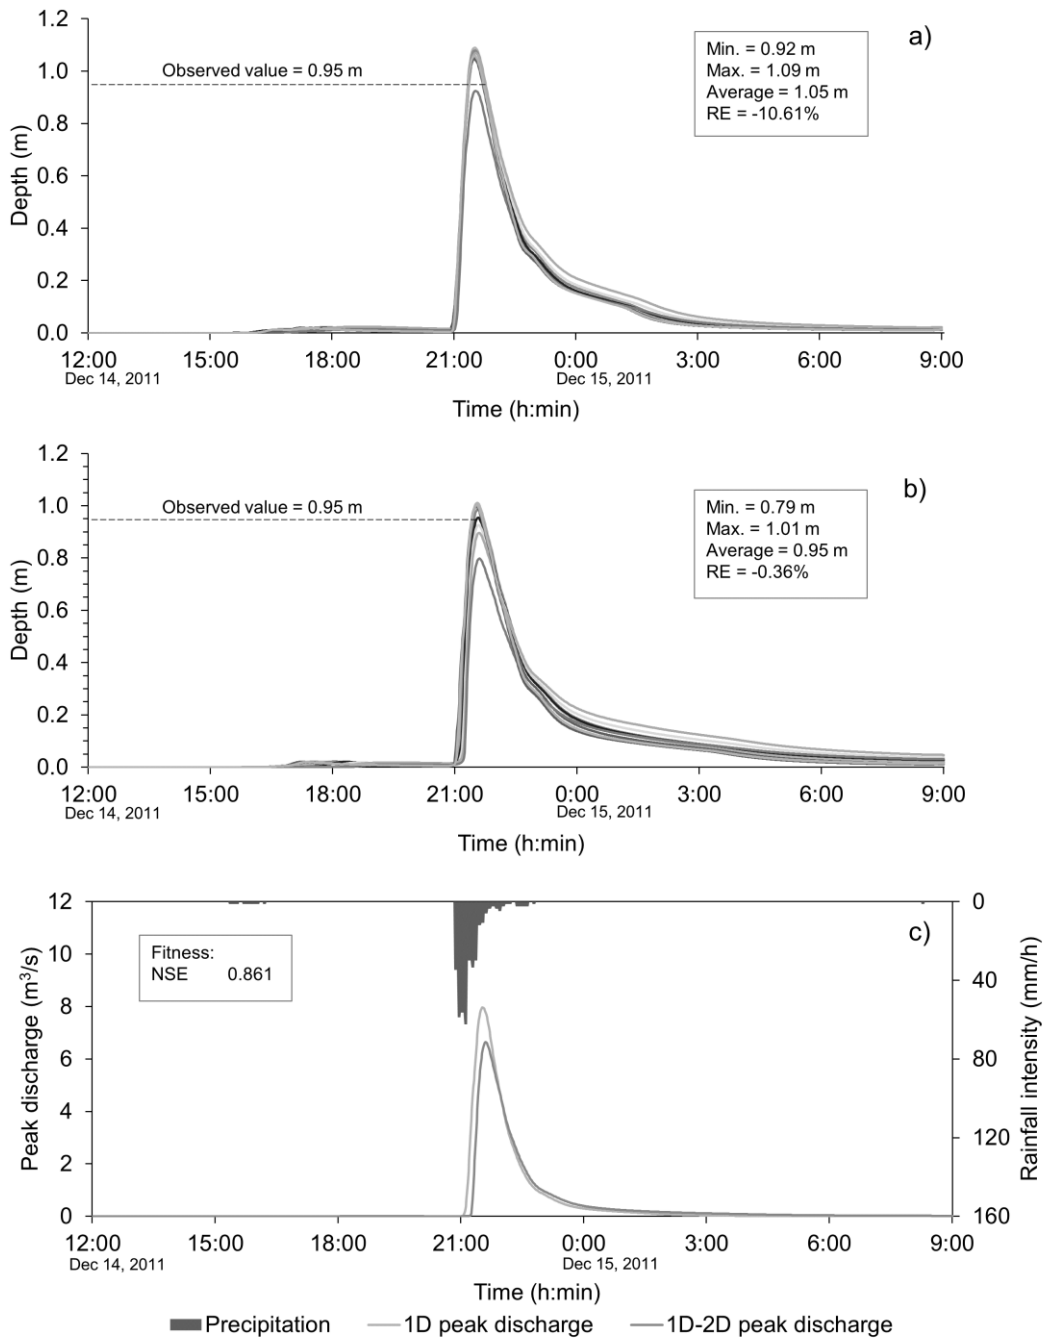 1.2
a)
Min. = 0.92 m
Max. = 1.09 m
Average = 1.05 m
RE = -10.61%
Observed value = 0.95 m
1.0
0.8
0.6
0.4
0.2
0.0
Depth (m)
12:00 15:00 18:00 21:00 0:00 3:00 6:00 9:00
Dec 14, 2011 Dec 15, 2011
Time (h:min)
1.2
b)
Min. = 0.79 m
Max. = 1.01 m
Average = 0.95 m
RE = -0.36%
Observed value = 0.95 m
1.0
0.8
0.6
0.4
0.2
0.0
Depth (m)
12:00 15:00 18:00 21:00 0:00 3:00 6:00 9:00
Dec 14, 2011 Dec 15, 2011
Time (h:min)
12 0
c)
Fitness:
NSE 0.861
10
40
8
6 80
4
120
2
0 160
Peak discharge (m³/s)
Rainfall intensity (mm/h)
12:00 15:00 18:00 21:00 0:00 3:00 6:00 9:00
Dec 14, 2011 Dec 15, 2011
Time (h:min)
Precipitation 1D peak discharge 1D-2D peak discharge